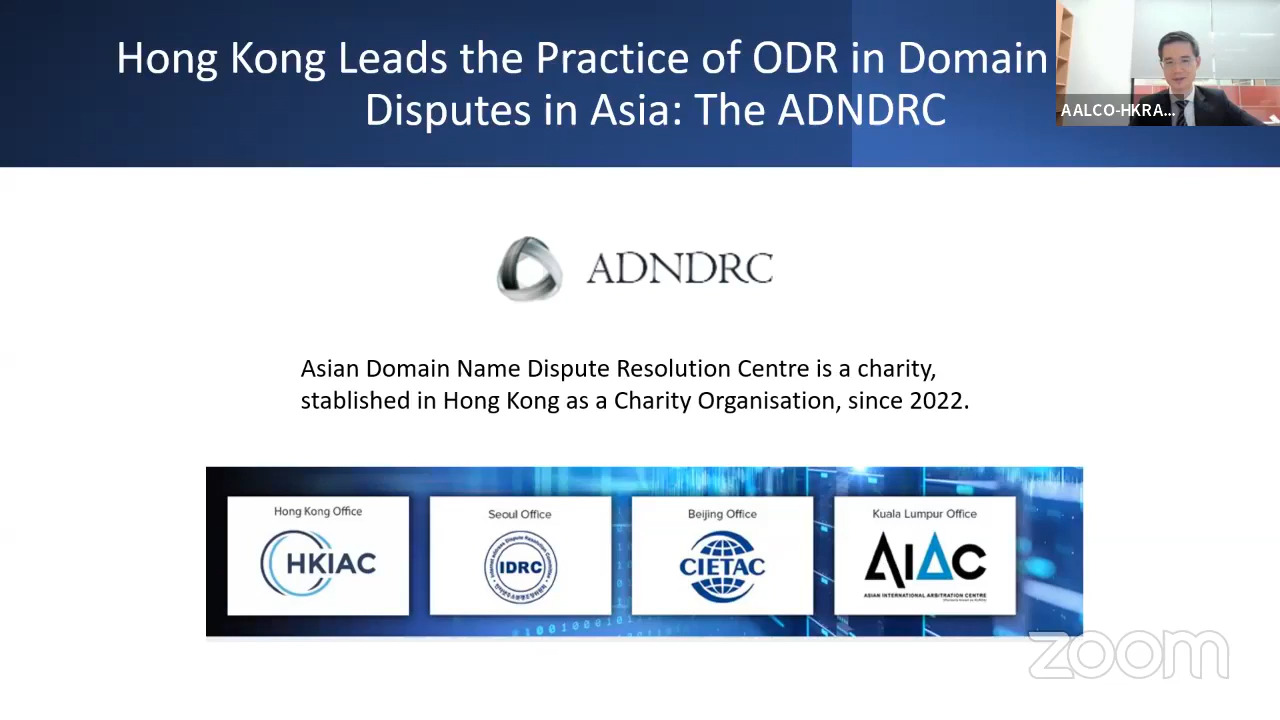 Hong Kong Leads the Practice of ODR in Domain
Disputes in Asia: The ADNDRC
AALCO-HKRA...
ADNDRC
Asian Domain Name Dispute Resolution Centre is a charity,
stablished in Hong Kong as a Charity Organisation, since 2022.
Hong Kong Office
HKIAC
Seoul Office
IDRC
Beijing Office
CIETAC
Kuala Lumpur Office
AIAC
ASIAN INTERNATIONAL ARBITRATION CENTRE
zoom